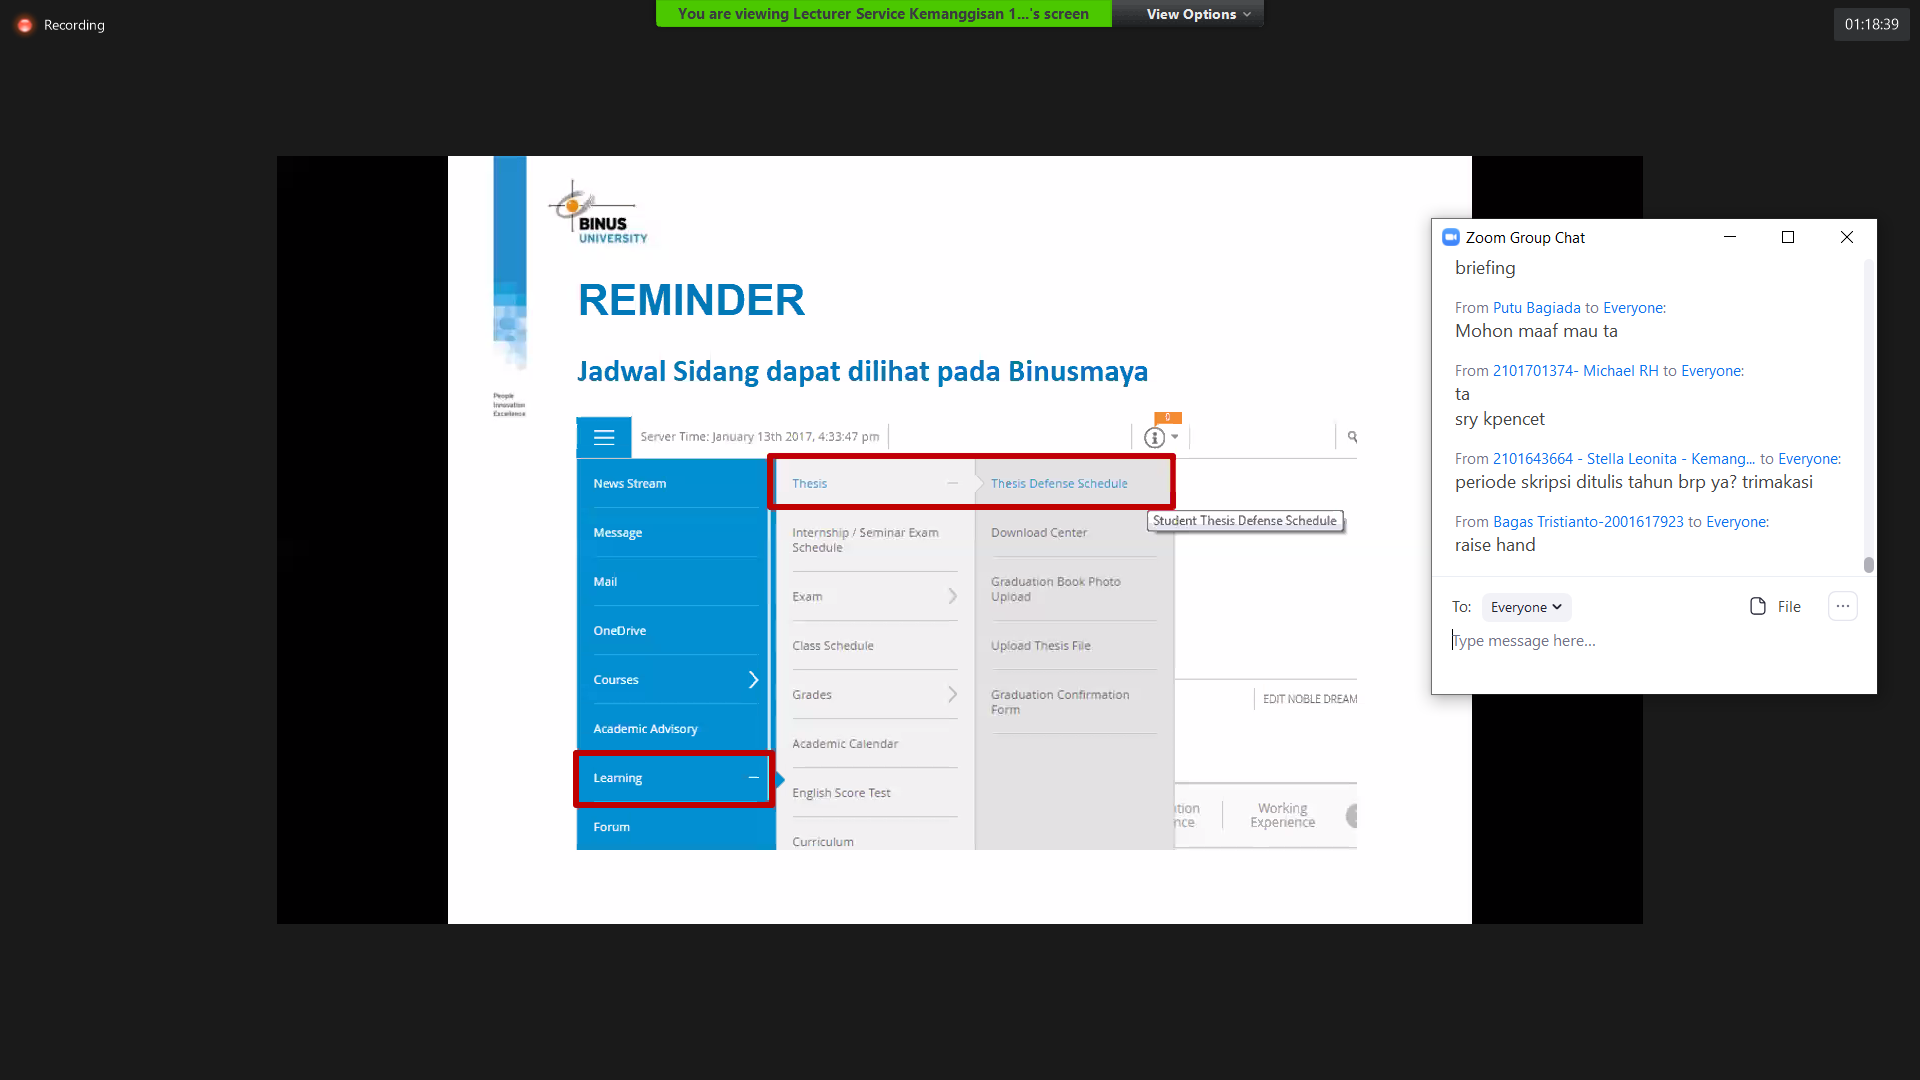 Recording
You are viewing Lecturer Service Kemanggisan 1...'s screen
View Options
01:18:39
BINUS
UNIVERSITY
REMINDER
Jadwal Sidang dapat dilihat pada Binusmaya
People
Innovation
Excellence
Server Time: January 13th 2017, 4:33:47 pm
0
News Stream
Message
Mail
OneDrive
Courses
Academic Advisory
Learning
Forum
Thesis
Internship / Seminar Exam
Schedule
Exam
Class Schedule
Grades
Academic Calendar
English Score Test
Curriculum
Thesis Defense Schedule
Student Thesis Defense Schedule
Download Center
Graduation Book Photo
Upload
Upload Thesis File
Graduation Confirmation
Form
EDIT NOBLE DREAM
tion
nce
Working
Experience
Zoom Group Chat
briefing
From Putu Bagiada to Everyone:
Mohon maaf mau ta
From 2101701374- Michael RH to Everyone:
ta
sry kpencet
From 2101643664 - Stella Leonita - Kemang... to Everyone:
periode skripsi ditulis tahun brp ya? trimakasi
From Bagas Tristianto-2001617923 to Everyone:
raise hand
To: Everyone
File
...
Type message here...